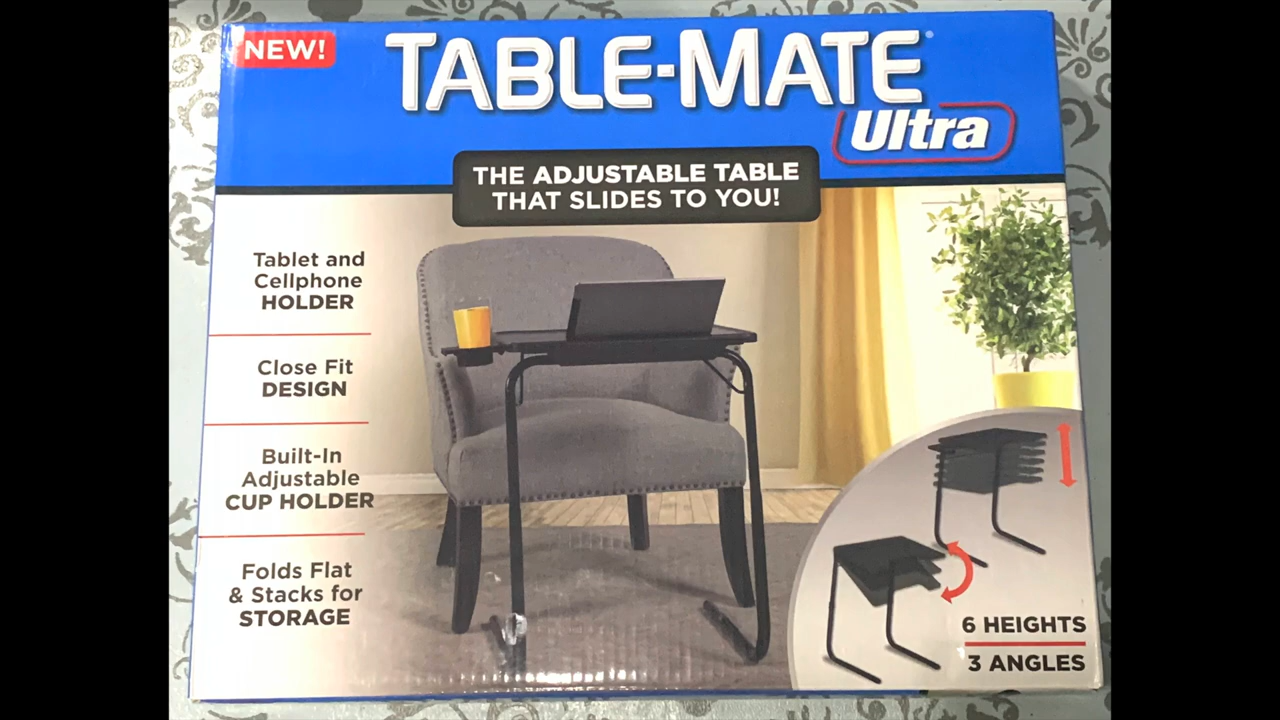 NEW!
TABLE-MATE®
Ultra
THE ADJUSTABLE TABLE
THAT SLIDES TO YOU!
Tablet and
Cellphone
HOLDER
Close Fit
DESIGN
Built-In
Adjustable
CUP HOLDER
Folds Flat
& Stacks for
STORAGE
6 HEIGHTS
3 ANGLES